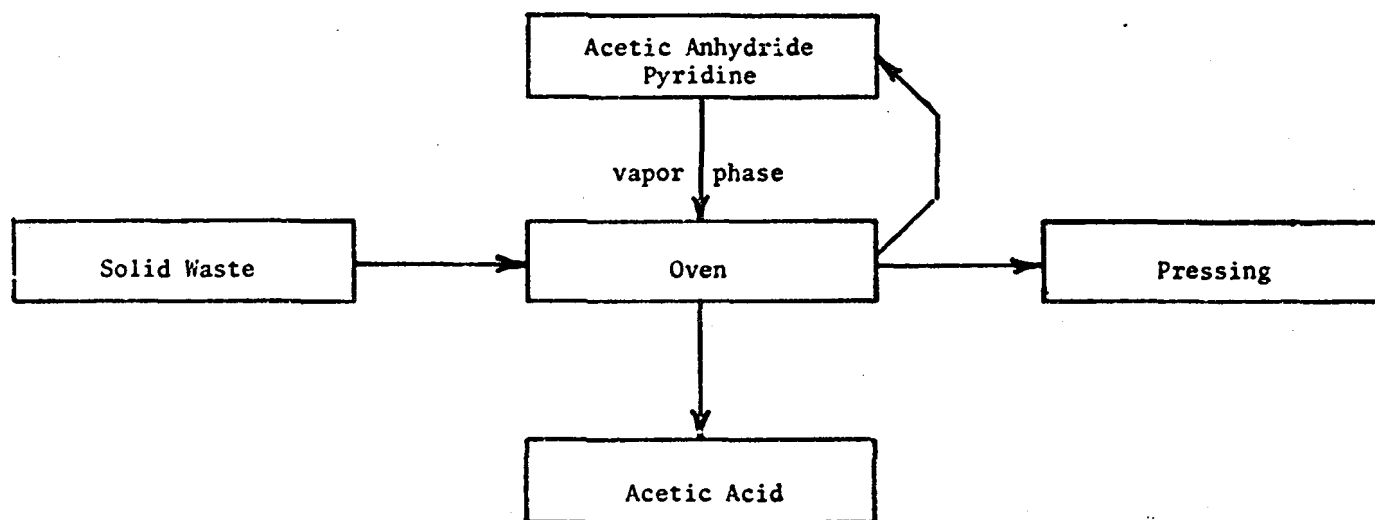 Acetic Anhydride
Pyridine
vapor phase
Solid Waste
Oven
Pressing
Acetic Acid